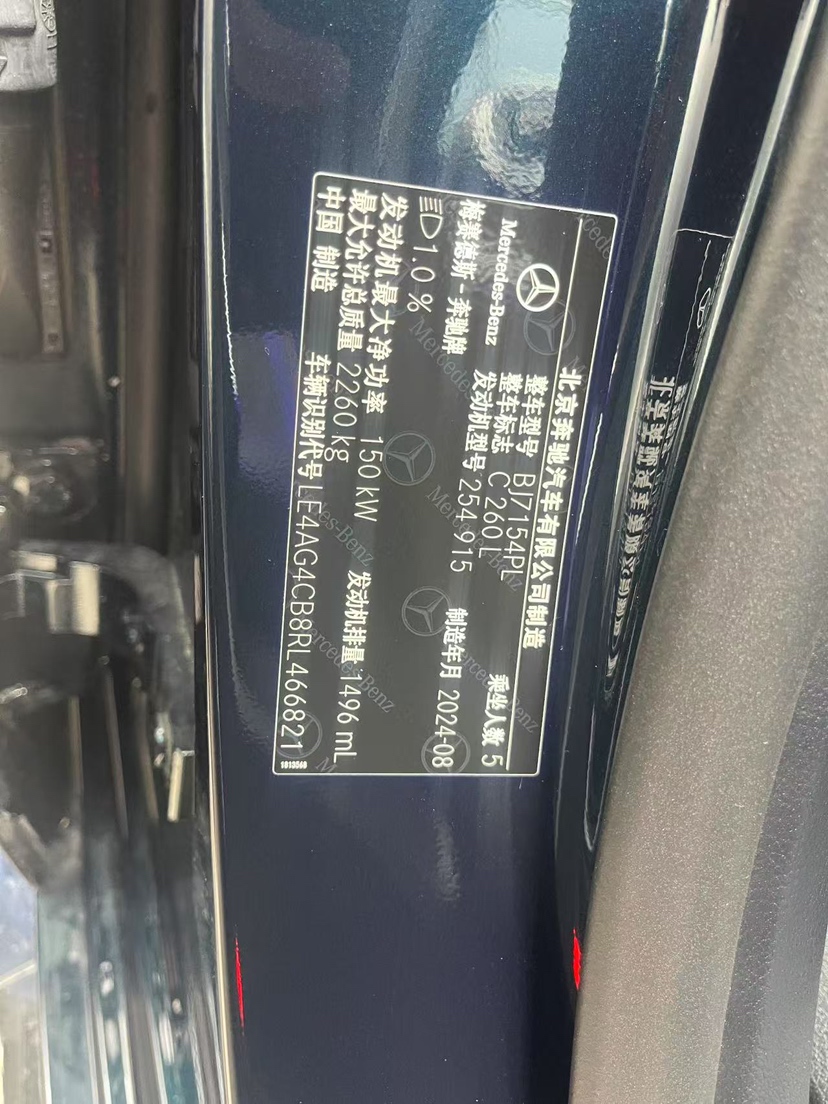 北京奔驰汽车有限公司制造
Mercedes-Benz
梅赛德斯-奔驰牌
整车型号 BJ7154PL
整车标志 C 260 L
乘坐人数 5
发动机型号 254 915
1.0 %
制造年月 2024-08
发动机最大净功率 150 kW
发动机排量 1496 mL
最大允许总质量 2260 kg
中国 制造
车辆识别代号 LE4AG4CB8RL466821